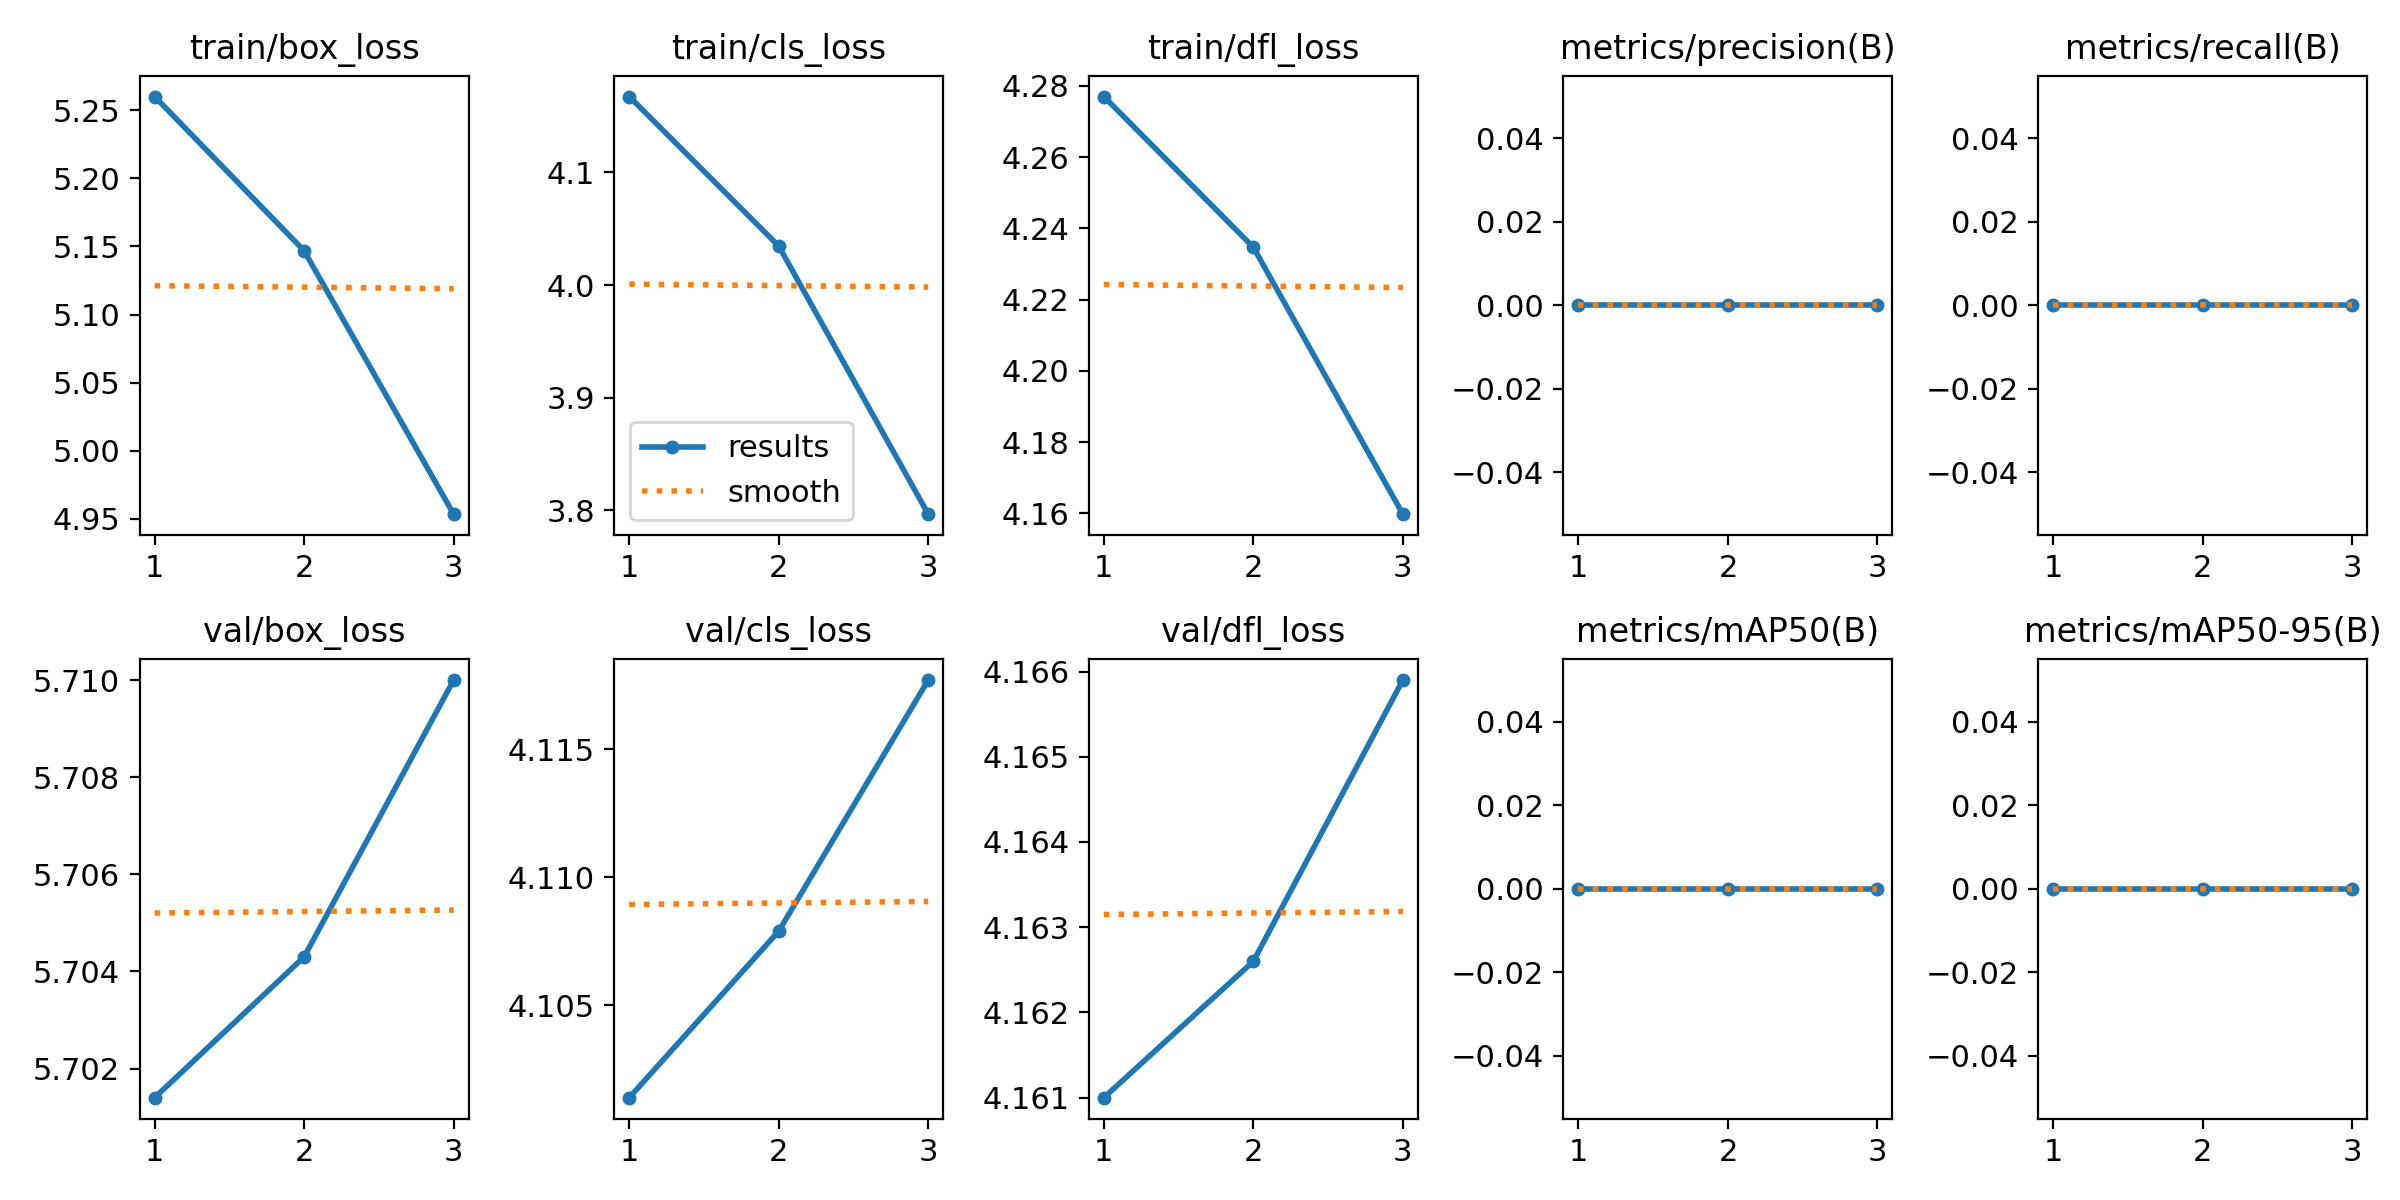 train/box_loss
train/cls_loss
train/dfl_loss
metrics/precision(B)
metrics/recall(B)
5.25
5.20
5.15
5.10
5.05
5.00
4.95
1 2 3
4.1
4.0
3.9
3.8
results
smooth
1 2 3
4.28
4.26
4.24
4.22
4.20
4.18
4.16
1 2 3
0.04
0.02
0.00
−0.02
−0.04
1 2 3
0.04
0.02
0.00
−0.02
−0.04
1 2 3
val/box_loss
val/cls_loss
val/dfl_loss
metrics/mAP50(B)
metrics/mAP50-95(B)
5.710
5.708
5.706
5.704
5.702
1 2 3
4.115
4.110
4.105
1 2 3
4.166
4.165
4.164
4.163
4.162
4.161
1 2 3
0.04
0.02
0.00
−0.02
−0.04
1 2 3
0.04
0.02
0.00
−0.02
−0.04
1 2 3